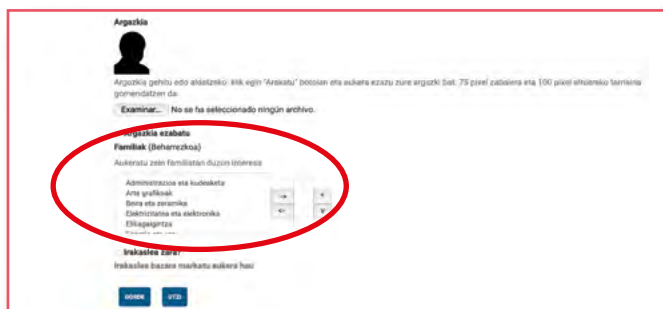 Argazkia
Argazkia gehitu edo aldatzeko: klik egin "Arakatu" botoian eta aukera ezazu zure argazki bat. 75 pixel zabalera eta 100 pixel altuerako tamaina
gomendatzen da.
Examinar... No se ha seleccionado ningún archivo.
Argazkia ezabatu
Familiak (Beharrezkoa)
Aukeratu zein familiatan duzun interesa
Administrazioa eta kudeaketa
Arte grafikoak
Beira eta zeramika
Elektrizitatea eta elektronika
Elikagaigintza
Irakaslea zara?
Irakaslea bazara markatu aukera hau
GORDE UTZI